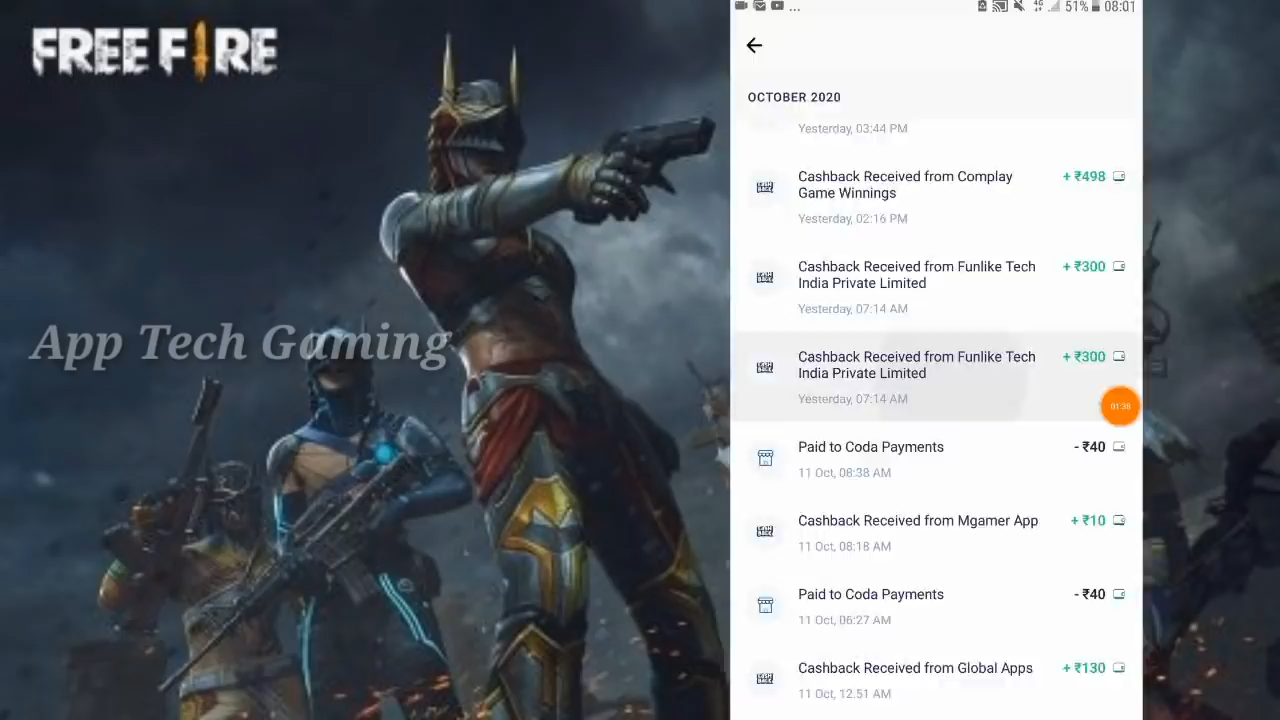 FREE FIRE
App Tech Gaming
... 4G 51% 08:01
OCTOBER 2020
Yesterday, 03:44 PM
Cashback Received from Complay + ₹498
Game Winnings
Yesterday, 02:16 PM
Cashback Received from Funlike Tech + ₹300
India Private Limited
Yesterday, 07:14 AM
Cashback Received from Funlike Tech + ₹300
India Private Limited
Yesterday, 07:14 AM
01:38
Paid to Coda Payments - ₹40
11 Oct, 08:38 AM
Cashback Received from Mgamer App + ₹10
11 Oct, 08:18 AM
Paid to Coda Payments - ₹40
11 Oct, 06:27 AM
Cashback Received from Global Apps + ₹130
11 Oct, 12.51 AM